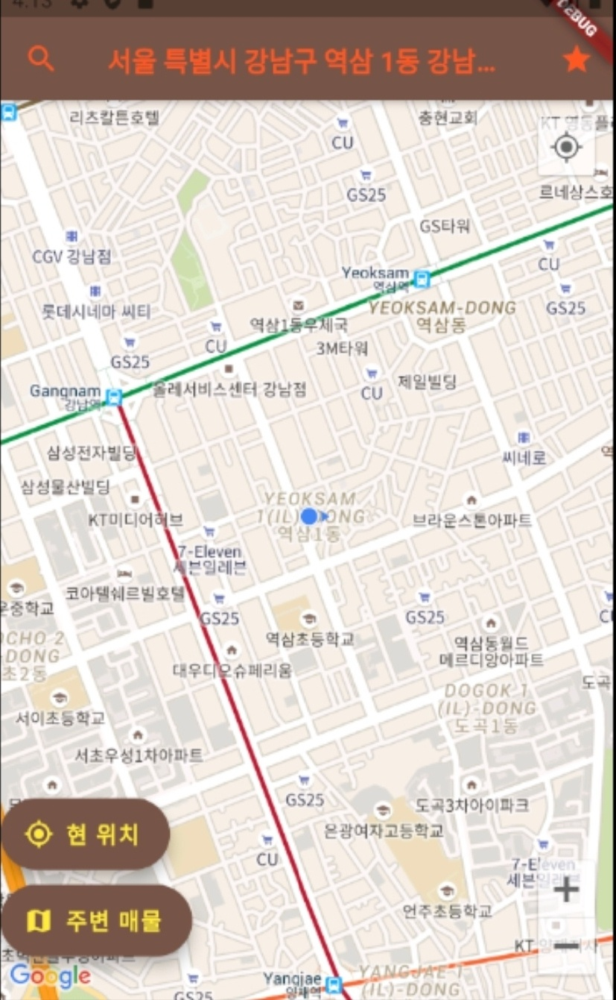 4:13
DEBUG
서울 특별시 강남구 역삼 1동 강남...
리츠칼튼호텔
충현교회
KT 영동플
CU
GS25
르네상스호
GS타워
CGV 강남점
CU
Yeoksam
역삼역
롯데시네마 씨티
YEOKSAM-DONG
역삼동
GS25
역삼1동우체국
CU
3M타워
GS25
CU
제일빌딩
Gangnam
강남역
올레서비스센터 강남점
삼성전자빌딩
씨네로
역
삼성물산빌딩
YEOKSAM
1(IL)-DONG
역삼1동
KT미디어허브
브라운스톤아파트
7-Eleven
세븐일레븐
코아텔쉐르빌호텔
운중학교
GS25
GS25
역삼초등학교
역삼동월드
메르디앙아파트
OCHO 2
-DONG
초2동
대우디오슈페리움
도곡
DOGOK 1
(IL)-DONG
도곡1동
서이초등학교
서초우성1차아파트
GS25
도곡3차아이파크
은광여자고등학교
현 위치
CU
7-Eleven
세븐일레븐
언주초등학교
주변 매물
KT 양재지사
Google
GS25
Yangjae
양재역
YANGJAE 1
(IL)-DONG